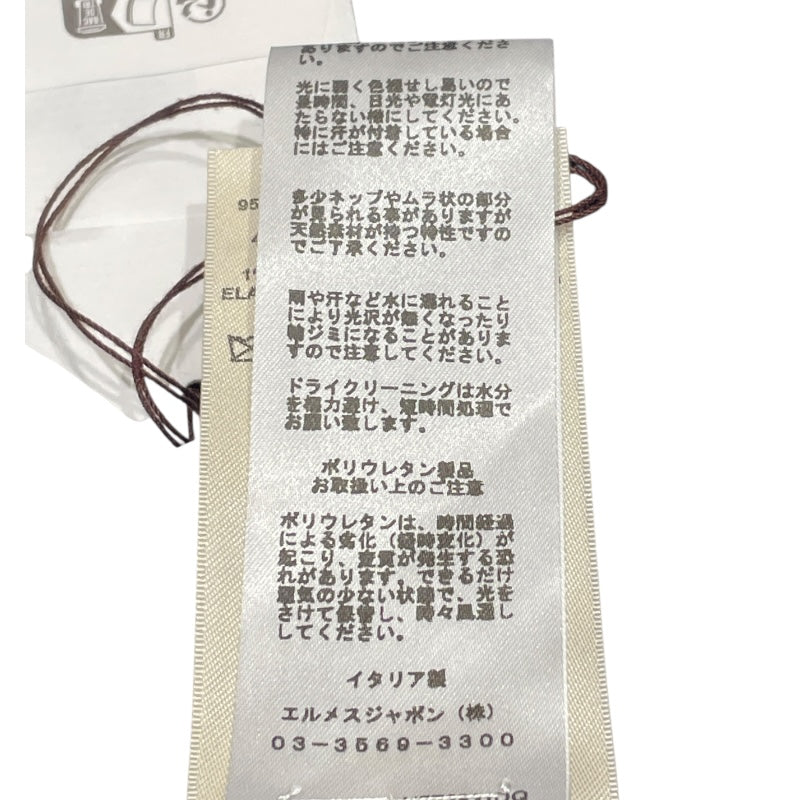 ありますのでご注意くださ
い。
光に弱く色褪せし易いので
長時間、日光や電灯光にあ
たらない様にしてください。
特に汗が付着している場合
にはご注意ください。
多少ネップやムラ状の部分
が見られる事がありますが
天然素材が持つ特性ですの
でご了承ください。
雨や汗など水に濡れること
により光沢が無くなったり
輪ジミになることがありま
すので注意してください。
ドライクリーニングは水分
を極力避け、短時間処理で
お願い致します。
ポリウレタン製品
お取扱い上のご注意
ポリウレタンは、時間経過
による劣化（経時変化）が
起こり、変質が発生する恐
れがあります。できるだけ
湿気の少ない状態で、光を
さけて保管し、時々風通し
してください。
イタリア製
エルメスジャポン（株）
03-3569-3300
95
ELA